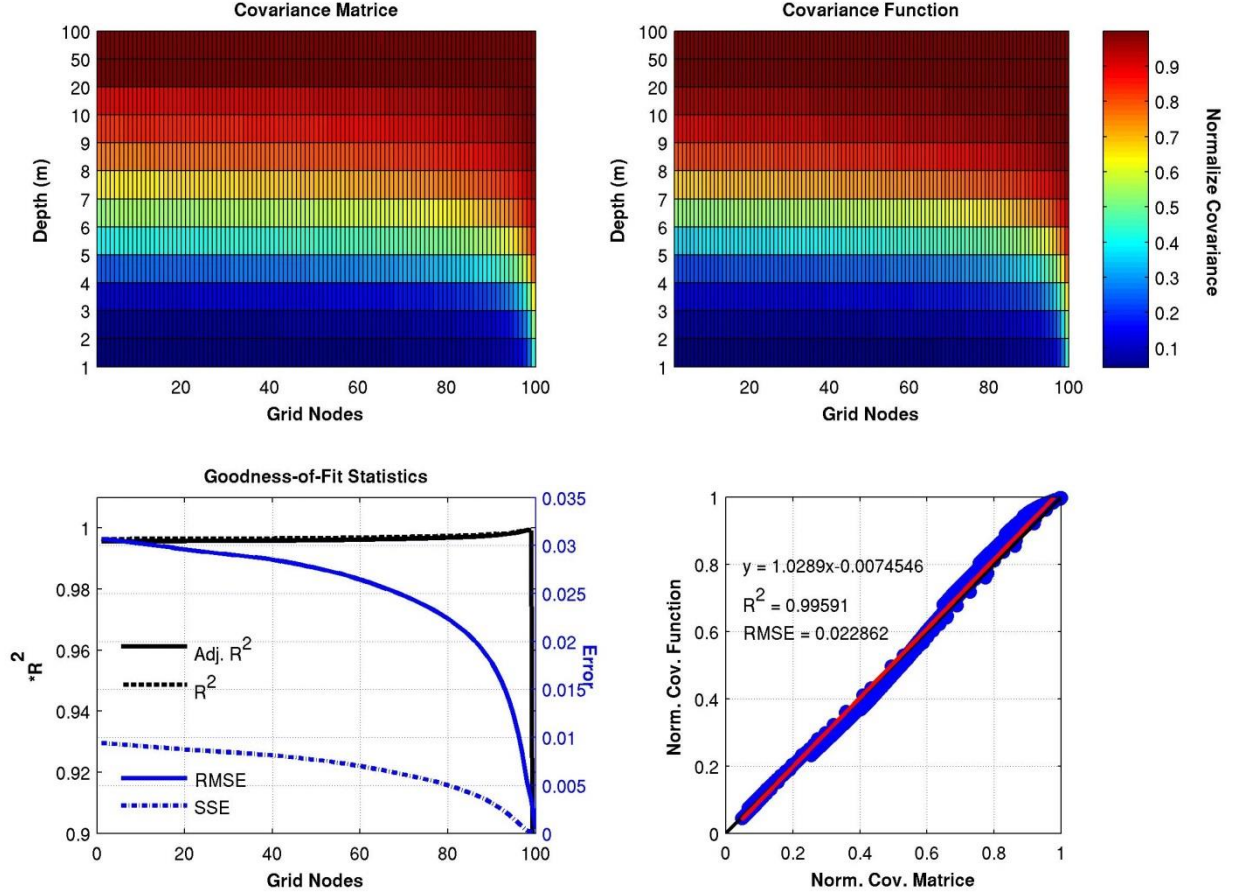 Covariance Matrice
100
50
20
10
9
8
7
6
5
4
3
2
1
Depth (m)
20 40 60 80 100
Grid Nodes
Covariance Function
100
50
20
10
9
8
7
6
5
4
3
2
1
Depth (m)
20 40 60 80 100
Grid Nodes
0.9
0.8
0.7
0.6
0.5
0.4
0.3
0.2
0.1
Normalize Covariance
Goodness-of-Fit Statistics
1
0.98
0.96
0.94
0.92
0.9
*R²
Adj. R²
R²
RMSE
SSE
0.035
0.03
0.025
0.02
0.015
0.01
0.005
0
Error.
0 20 40 60 80 100
Grid Nodes
1
0.8
0.6
0.4
0.2
0
Norm. Cov. Function
y = 1.0289x-0.0074546
R² = 0.99591
RMSE = 0.022862
0 0.2 0.4 0.6 0.8 1
Norm. Cov. Matrice